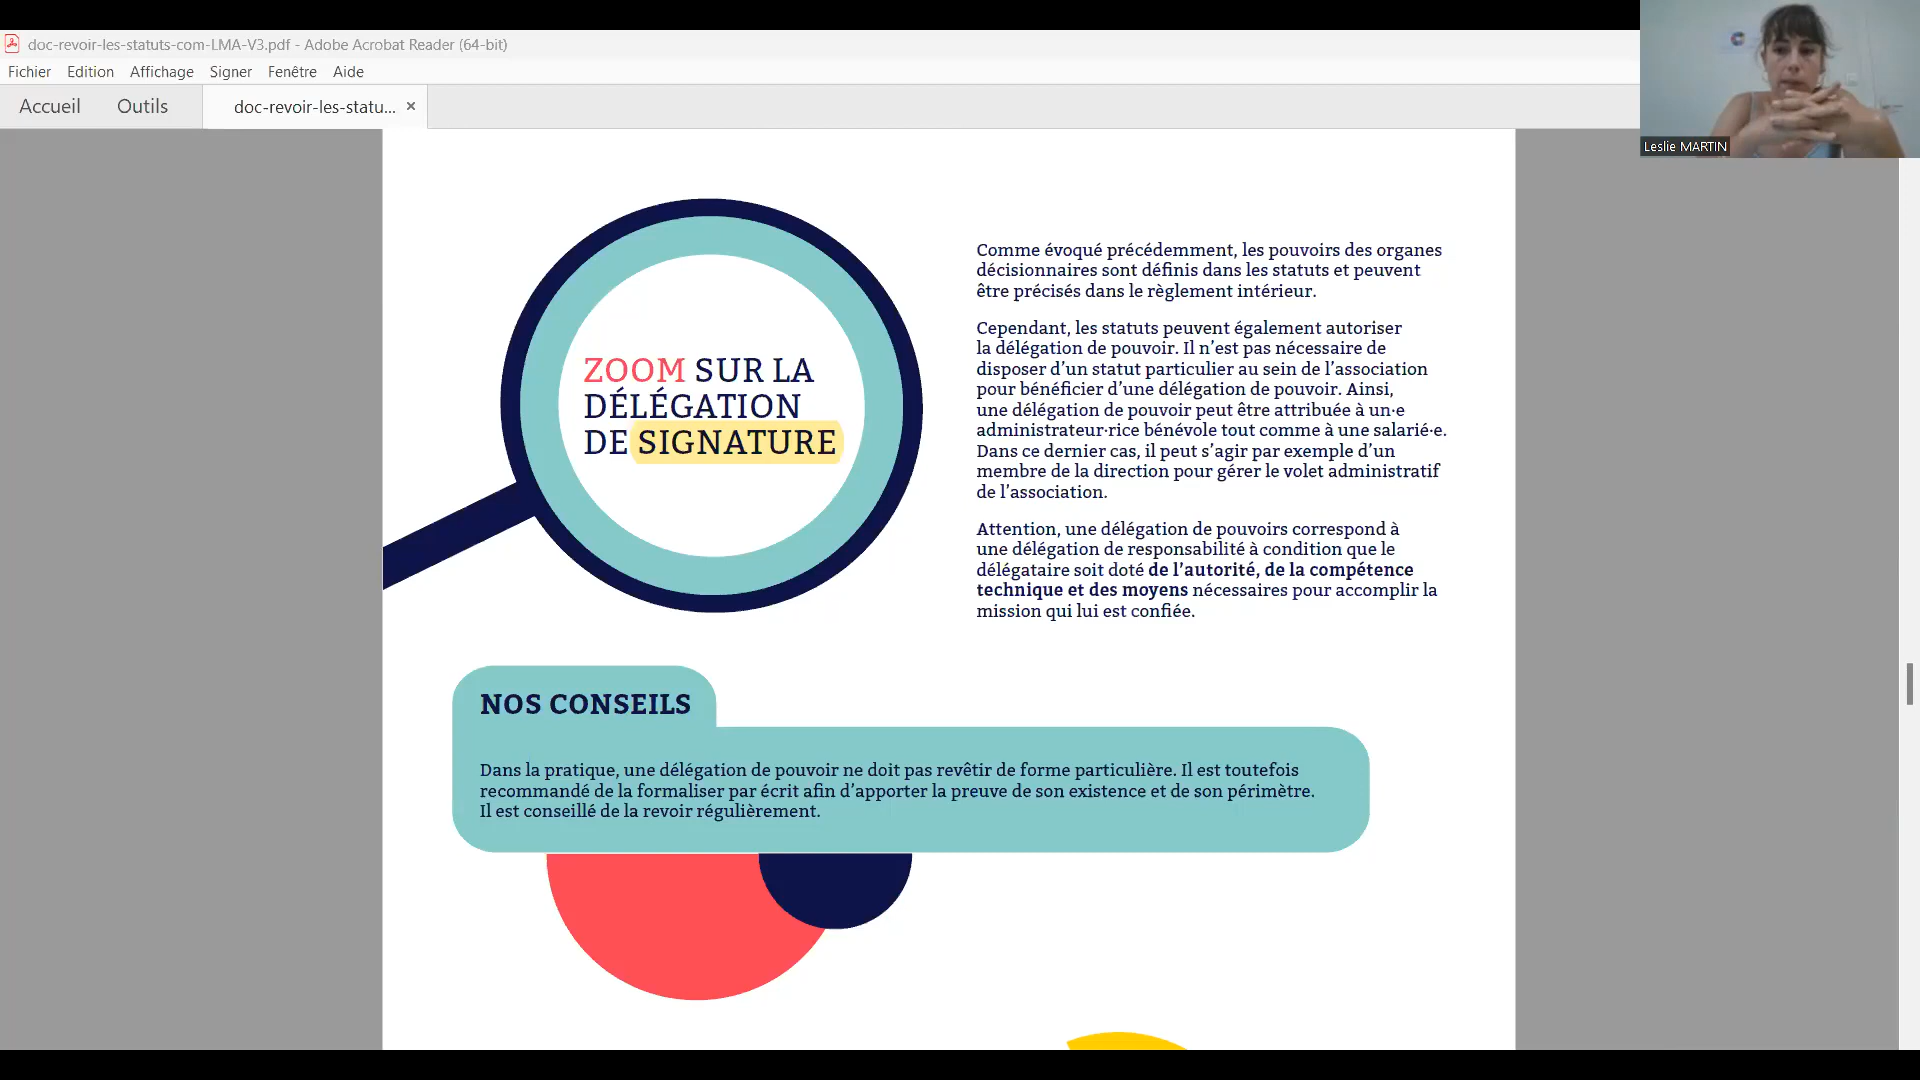 doc-revoir-les-statuts-com-LMA-V3.pdf - Adobe Acrobat Reader (64-bit)
Fichier Edition Affichage Signer Fenêtre Aide
Accueil Outils doc-revoir-les-statu... ×
Leslie MARTIN
ZOOM SUR LA
DÉLÉGATION
DE SIGNATURE
Comme évoqué précédemment, les pouvoirs des organes
décisionnaires sont définis dans les statuts et peuvent
être précisés dans le règlement intérieur.
Cependant, les statuts peuvent également autoriser
la délégation de pouvoir. Il n’est pas nécessaire de
disposer d’un statut particulier au sein de l’association
pour bénéficier d’une délégation de pouvoir. Ainsi,
une délégation de pouvoir peut être attribuée à un·e
administrateur·rice bénévole tout comme à une salarié·e.
Dans ce dernier cas, il peut s’agir par exemple d’un
membre de la direction pour gérer le volet administratif
de l’association.
Attention, une délégation de pouvoirs correspond à
une délégation de responsabilité à condition que le
délégataire soit doté de l’autorité, de la compétence
technique et des moyens nécessaires pour accomplir la
mission qui lui est confiée.
NOS CONSEILS
Dans la pratique, une délégation de pouvoir ne doit pas revêtir de forme particulière. Il est toutefois
recommandé de la formaliser par écrit afin d’apporter la preuve de son existence et de son périmètre.
Il est conseillé de la revoir régulièrement.